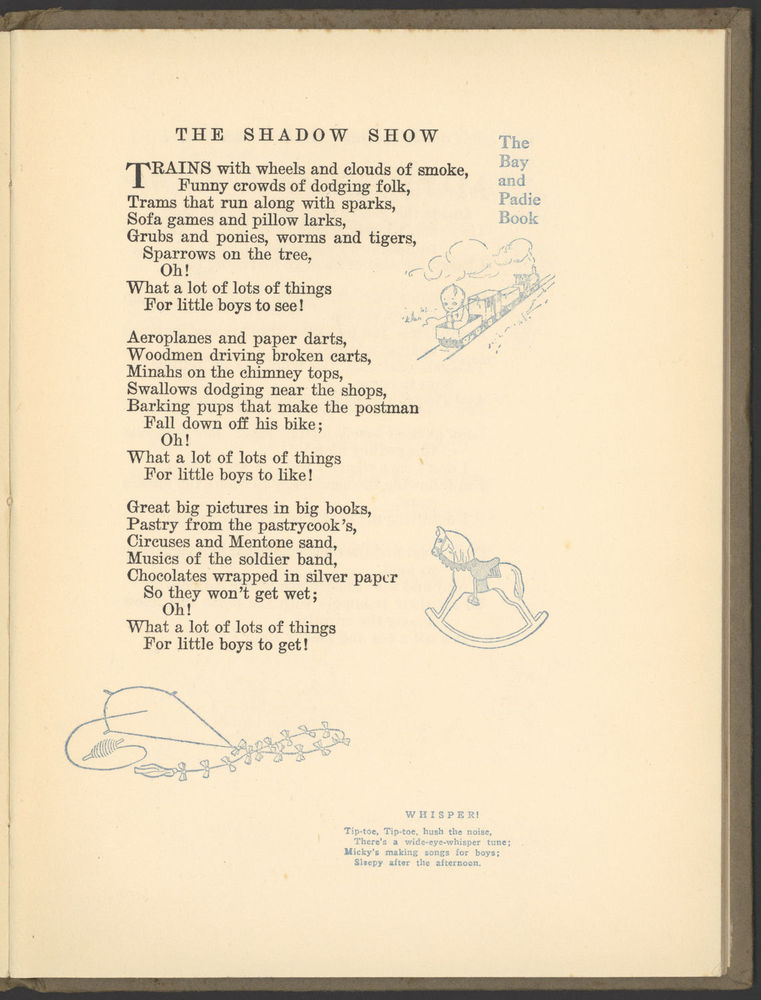 THE SHADOW SHOW
TRAINS with wheels and clouds of smoke,
Funny crowds of dodging folk,
Trams that run along with sparks,
Sofa games and pillow larks,
Grubs and ponies, worms and tigers,
Sparrows on the tree,
Oh!
What a lot of lots of things
For little boys to see!
Aeroplanes and paper darts,
Woodmen driving broken carts,
Minahs on the chimney tops,
Swallows dodging near the shops,
Barking pups that make the postman
Fall down off his bike;
Oh!
What a lot of lots of things
For little boys to like!
Great big pictures in big books,
Pastry from the pastrycook's,
Circuses and Mentone sand,
Musics of the soldier band,
Chocolates wrapped in silver paper
So they won't get wet;
Oh!
What a lot of lots of things
For little boys to get!
The
Bay
and
Padie
Book
WHISPER!
Tip-toe, Tip-toe, hush the noise,
There's a wide-eye-whisper tune;
Micky's making songs for boys;
Sleepy after the afternoon.